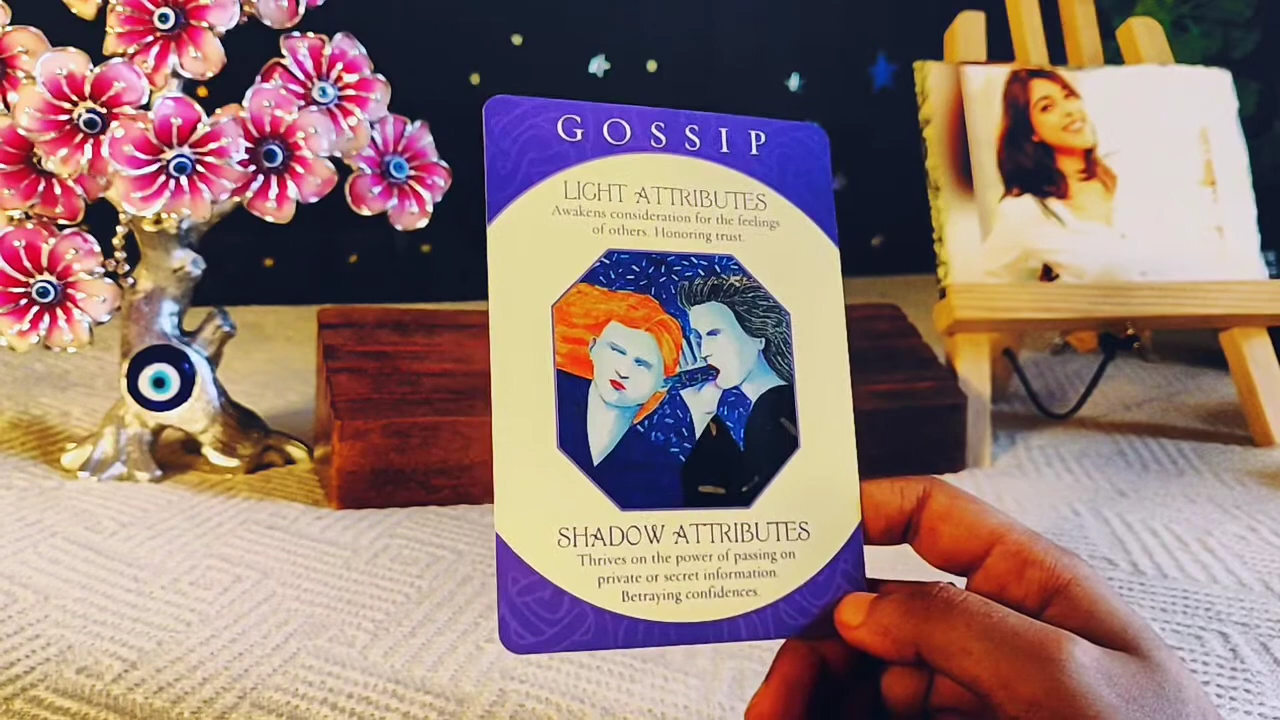 GOSSIP
LIGHT ATTRIBUTES
Awakens consideration for the feelings
of others. Honoring trust.
SHADOW ATTRIBUTES
Thrives on the power of passing on
private or secret information.
Betraying confidences.